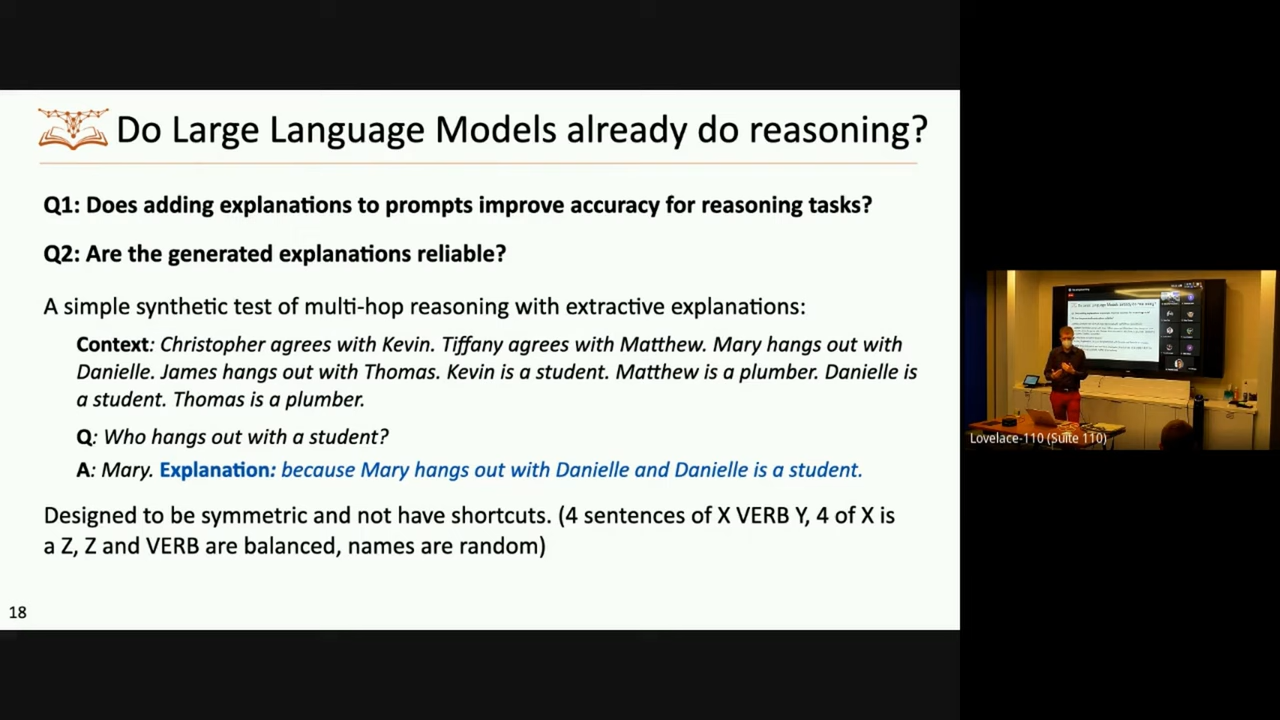 Do Large Language Models already do reasoning?
Q1: Does adding explanations to prompts improve accuracy for reasoning tasks?
Q2: Are the generated explanations reliable?
A simple synthetic test of multi-hop reasoning with extractive explanations:
Context: Christopher agrees with Kevin. Tiffany agrees with Matthew. Mary hangs out with
Danielle. James hangs out with Thomas. Kevin is a student. Matthew is a plumber. Danielle is
a student. Thomas is a plumber.
Q: Who hangs out with a student?
A: Mary. Explanation: because Mary hangs out with Danielle and Danielle is a student.
Designed to be symmetric and not have shortcuts. (4 sentences of X VERB Y, 4 of X is
a Z, Z and VERB are balanced, names are random)
18
Lovelace-110 (Suite 110)